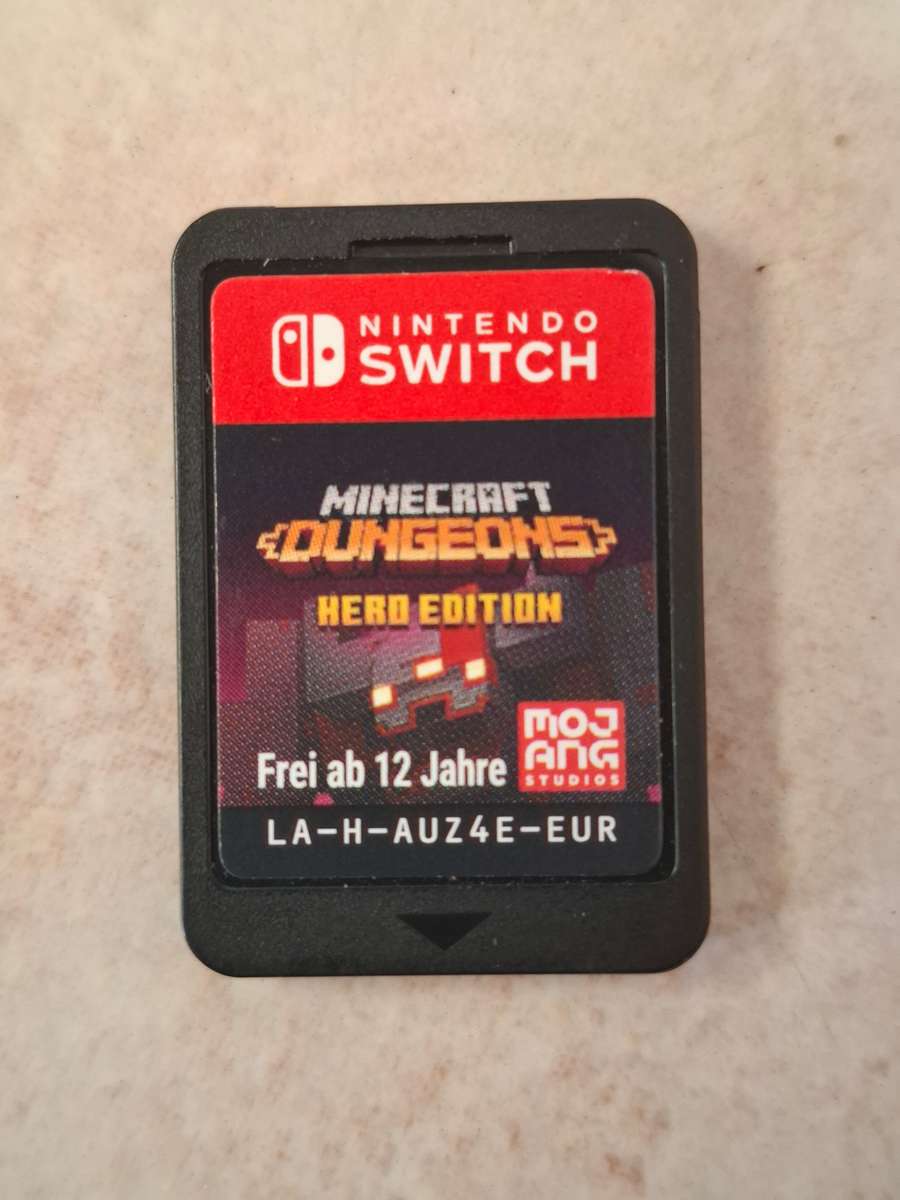 NINTENDO
SWITCH
MINECRAFT
DUNGEONS
HERO EDITION
Frei ab 12 Jahre
MOJ
ANG
STUDIOS
LA-H-AUZ4E-EUR